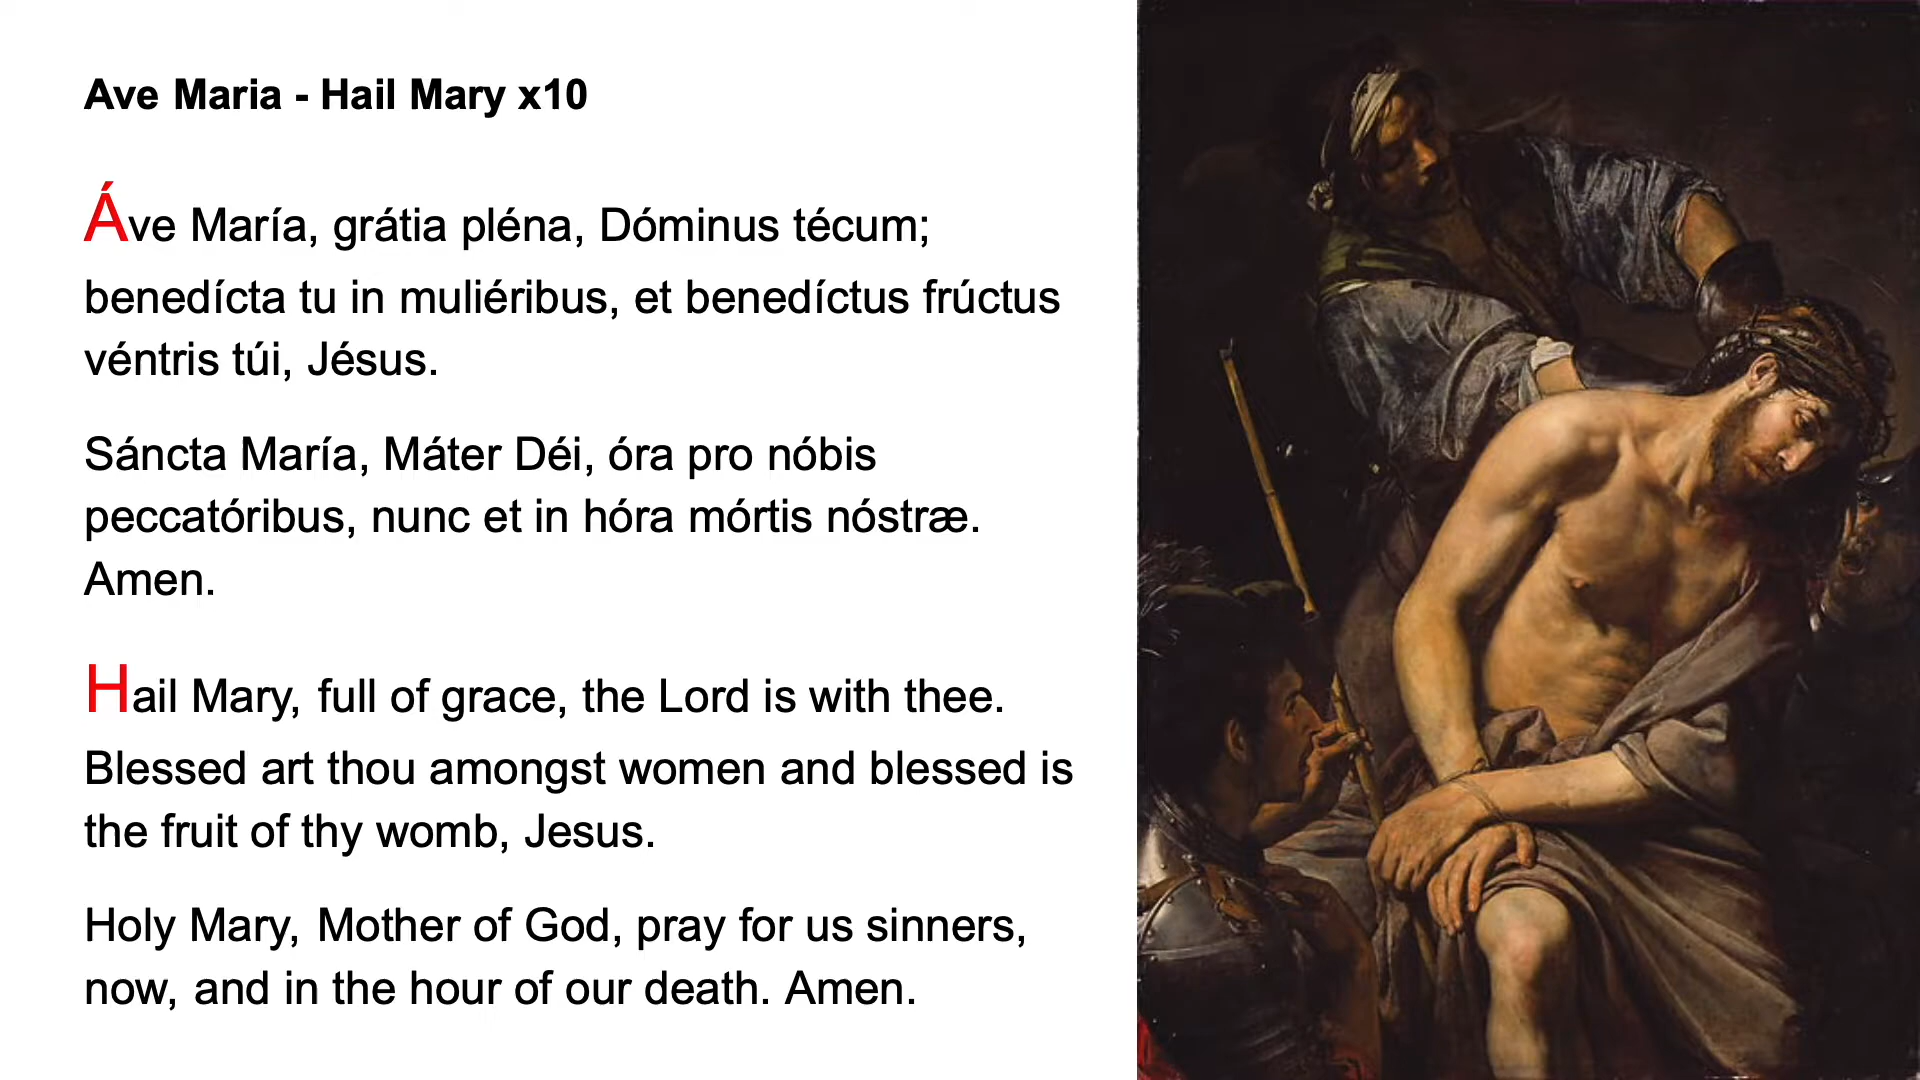 Ave Maria - Hail Mary x10
Áve María, grátia pléna, Dóminus técum;
benedícta tu in muliéribus, et benedíctus frúctus
véntris túi, Jésus.
Sáncta María, Máter Déi, óra pro nóbis
peccatóribus, nunc et in hóra mórtis nóstræ.
Amen.
Hail Mary, full of grace, the Lord is with thee.
Blessed art thou amongst women and blessed is
the fruit of thy womb, Jesus.
Holy Mary, Mother of God, pray for us sinners,
now, and in the hour of our death. Amen.